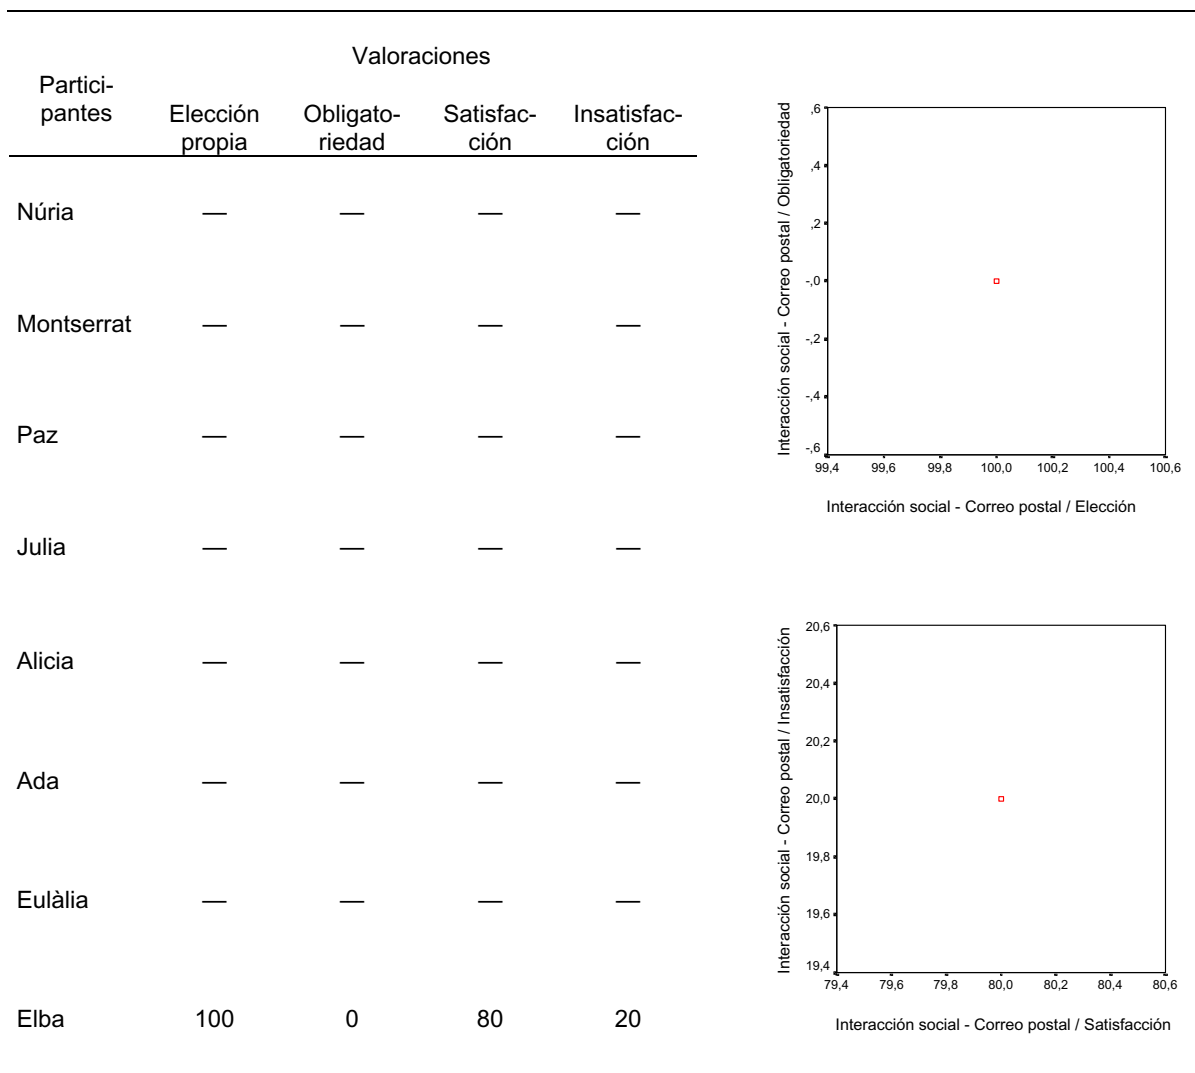 Valoraciones
Partici-
pantes
Elección
propia
Obligato-
riedad
Satisfac-
ción
Insatisfac-
ción
Núria — — — —
Montserrat — — — —
Paz — — — —
Julia — — — —
Alicia — — — —
Ada — — — —
Eulàlia — — — —
Elba 100 0 80 20
Interacción social - Correo postal / Obligatoriedad
,6
,4
,2
-,0
-,2
-,4
-,6
99,4 99,6 99,8 100,0 100,2 100,4 100,6
Interacción social - Correo postal / Elección
Interacción social - Correo postal / Insatisfacción
20,6
20,4
20,2
20,0
19,8
19,6
19,4
79,4 79,6 79,8 80,0 80,2 80,4 80,6
Interacción social - Correo postal / Satisfacción